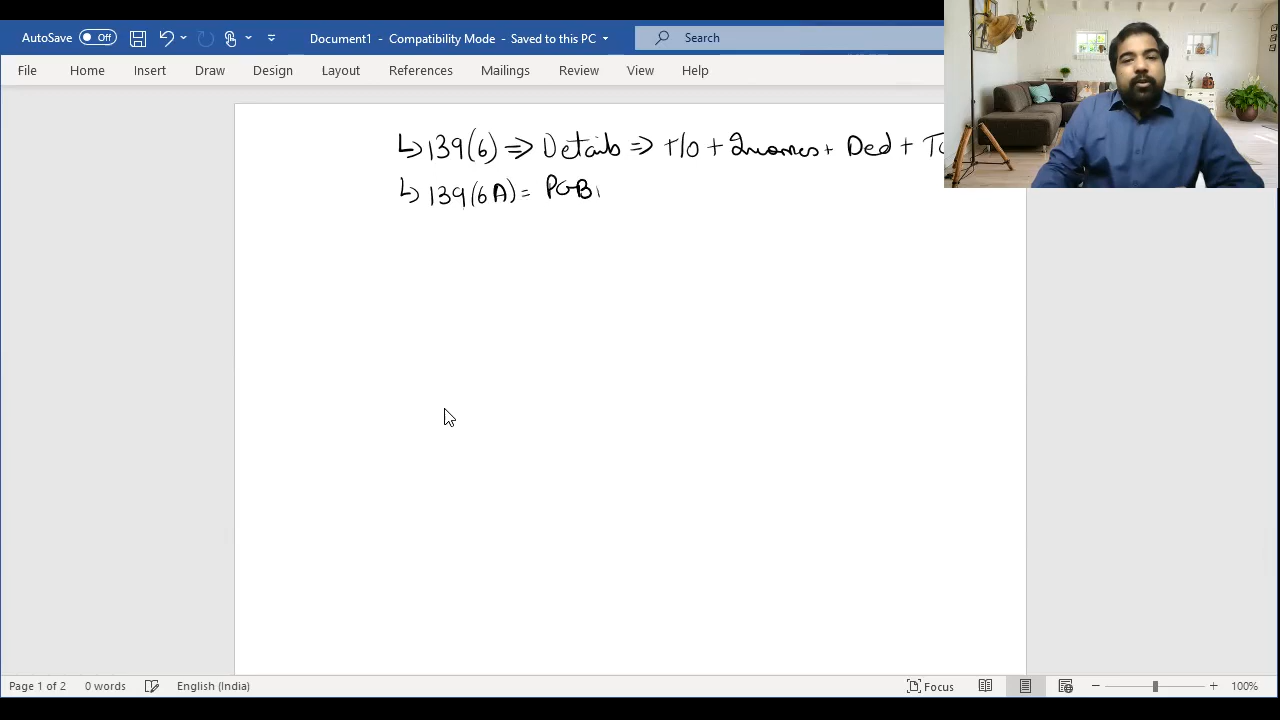 AutoSave Off Document1 - Compatibility Mode - Saved to this PC Search
File Home Insert Draw Design Layout References Mailings Review View Help
↳ 139(6) ⇒ Details ⇒ t/o + Incomes + Ded + T
↳ 139(6A) = PGB
Page 1 of 2 0 words English (India) Focus 100%